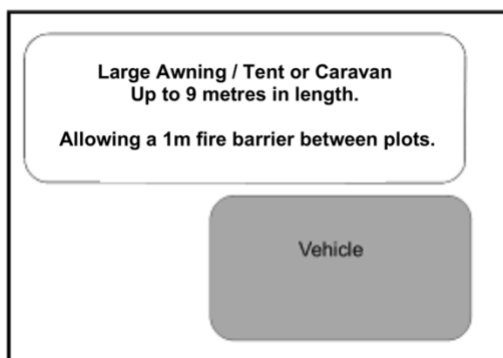 Large Awning / Tent or Caravan
Up to 9 metres in length.
Allowing a 1m fire barrier between plots.
Vehicle